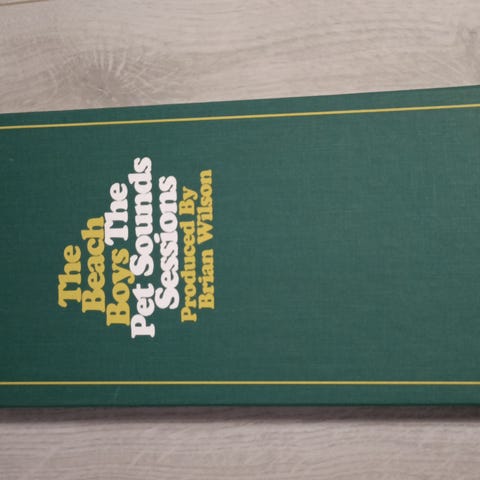 The
Beach
Boys The
Pet Sounds
Sessions
Produced By
Brian Wilson